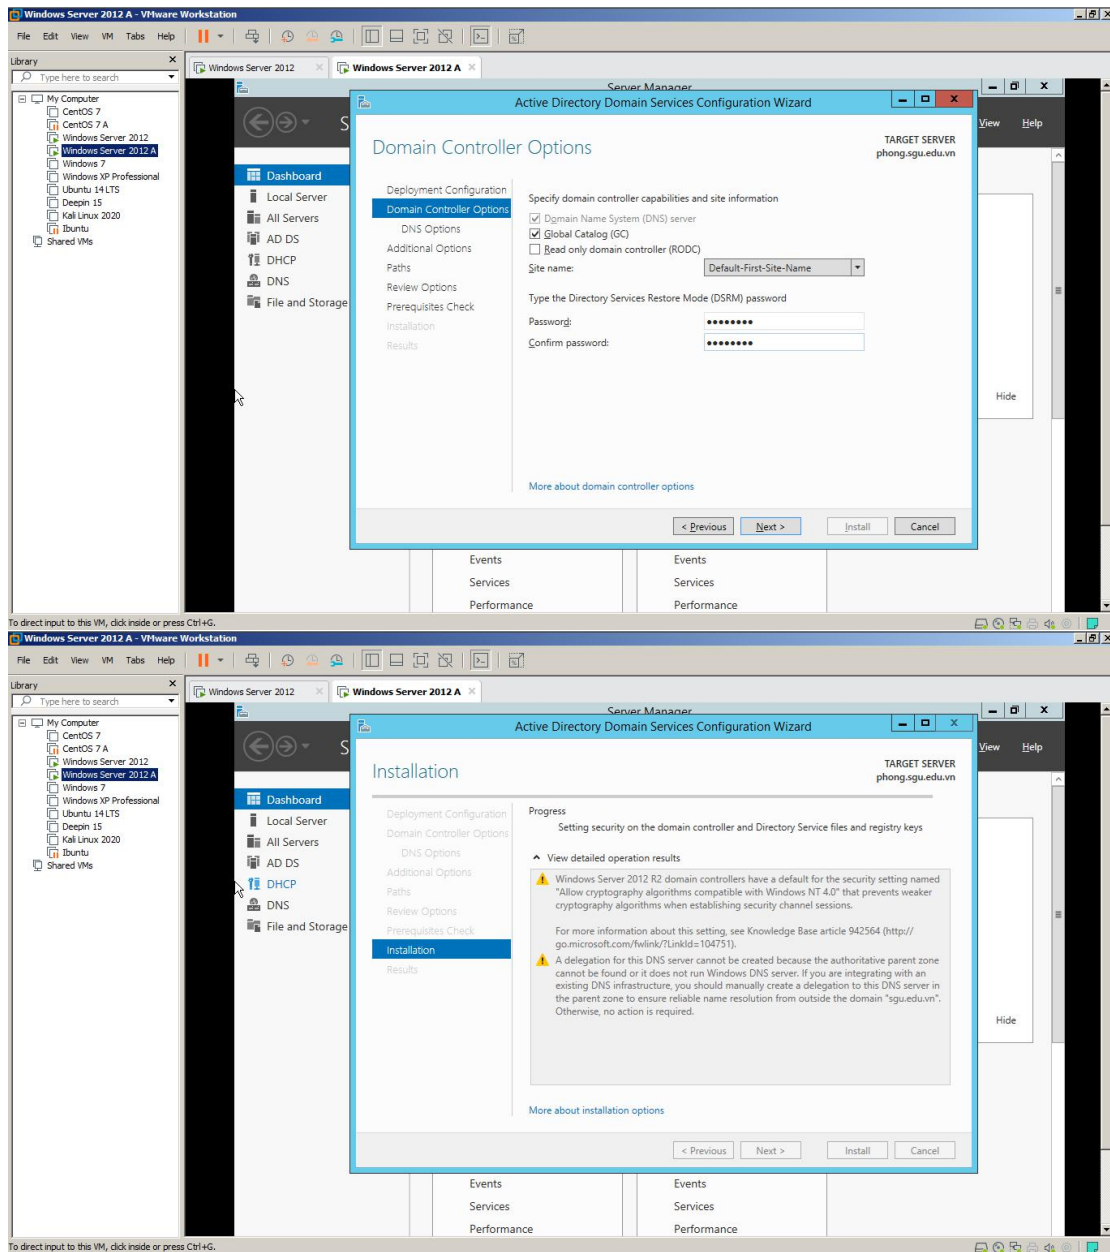 Windows Server 2012 A - VMware Workstation
File Edit View VM Tabs Help
Library
Type here to search
My Computer
CentOS 7
CentOS 7 A
Windows Server 2012
Windows Server 2012 A
Windows 7
Windows XP Professional
Ubuntu 14 LTS
Deepin 15
Kali Linux 2020
Ibuntu
Shared VMs
Windows Server 2012
Windows Server 2012 A
Server Manager
S
View Help
Dashboard
Local Server
All Servers
AD DS
DHCP
DNS
File and Storage
Active Directory Domain Services Configuration Wizard
Domain Controller Options
TARGET SERVER
phong.sgu.edu.vn
Deployment Configuration
Domain Controller Options
DNS Options
Additional Options
Paths
Review Options
Prerequisites Check
Installation
Results
Specify domain controller capabilities and site information
Domain Name System (DNS) server
Global Catalog (GC)
Read only domain controller (RODC)
Site name: Default-First-Site-Name
Type the Directory Services Restore Mode (DSRM) password
Password: ●●●●●●●●
Confirm password: ●●●●●●●●
More about domain controller options
< Previous Next > Install Cancel
Hide
Events Events
Services Services
Performance Performance
To direct input to this VM, click inside or press Ctrl+G.
Windows Server 2012 A - VMware Workstation
File Edit View VM Tabs Help
Library
Type here to search
My Computer
CentOS 7
CentOS 7 A
Windows Server 2012
Windows Server 2012 A
Windows 7
Windows XP Professional
Ubuntu 14 LTS
Deepin 15
Kali Linux 2020
Ibuntu
Shared VMs
Windows Server 2012
Windows Server 2012 A
Server Manager
S
View Help
Dashboard
Local Server
All Servers
AD DS
DHCP
DNS
File and Storage
Active Directory Domain Services Configuration Wizard
Installation
TARGET SERVER
phong.sgu.edu.vn
Deployment Configuration
Domain Controller Options
DNS Options
Additional Options
Paths
Review Options
Prerequisites Check
Installation
Results
Progress
Setting security on the domain controller and Directory Service files and registry keys
View detailed operation results
Windows Server 2012 R2 domain controllers have a default for the security setting named
"Allow cryptography algorithms compatible with Windows NT 4.0" that prevents weaker
cryptography algorithms when establishing security channel sessions.
For more information about this setting, see Knowledge Base article 942564 (http://
go.microsoft.com/fwlink/?LinkId=104751).
A delegation for this DNS server cannot be created because the authoritative parent zone
cannot be found or it does not run Windows DNS server. If you are integrating with an
existing DNS infrastructure, you should manually create a delegation to this DNS server in
the parent zone to ensure reliable name resolution from outside the domain "sgu.edu.vn".
Otherwise, no action is required.
More about installation options
< Previous Next > Install Cancel
Hide
Events Events
Services Services
Performance Performance
To direct input to this VM, click inside or press Ctrl+G.